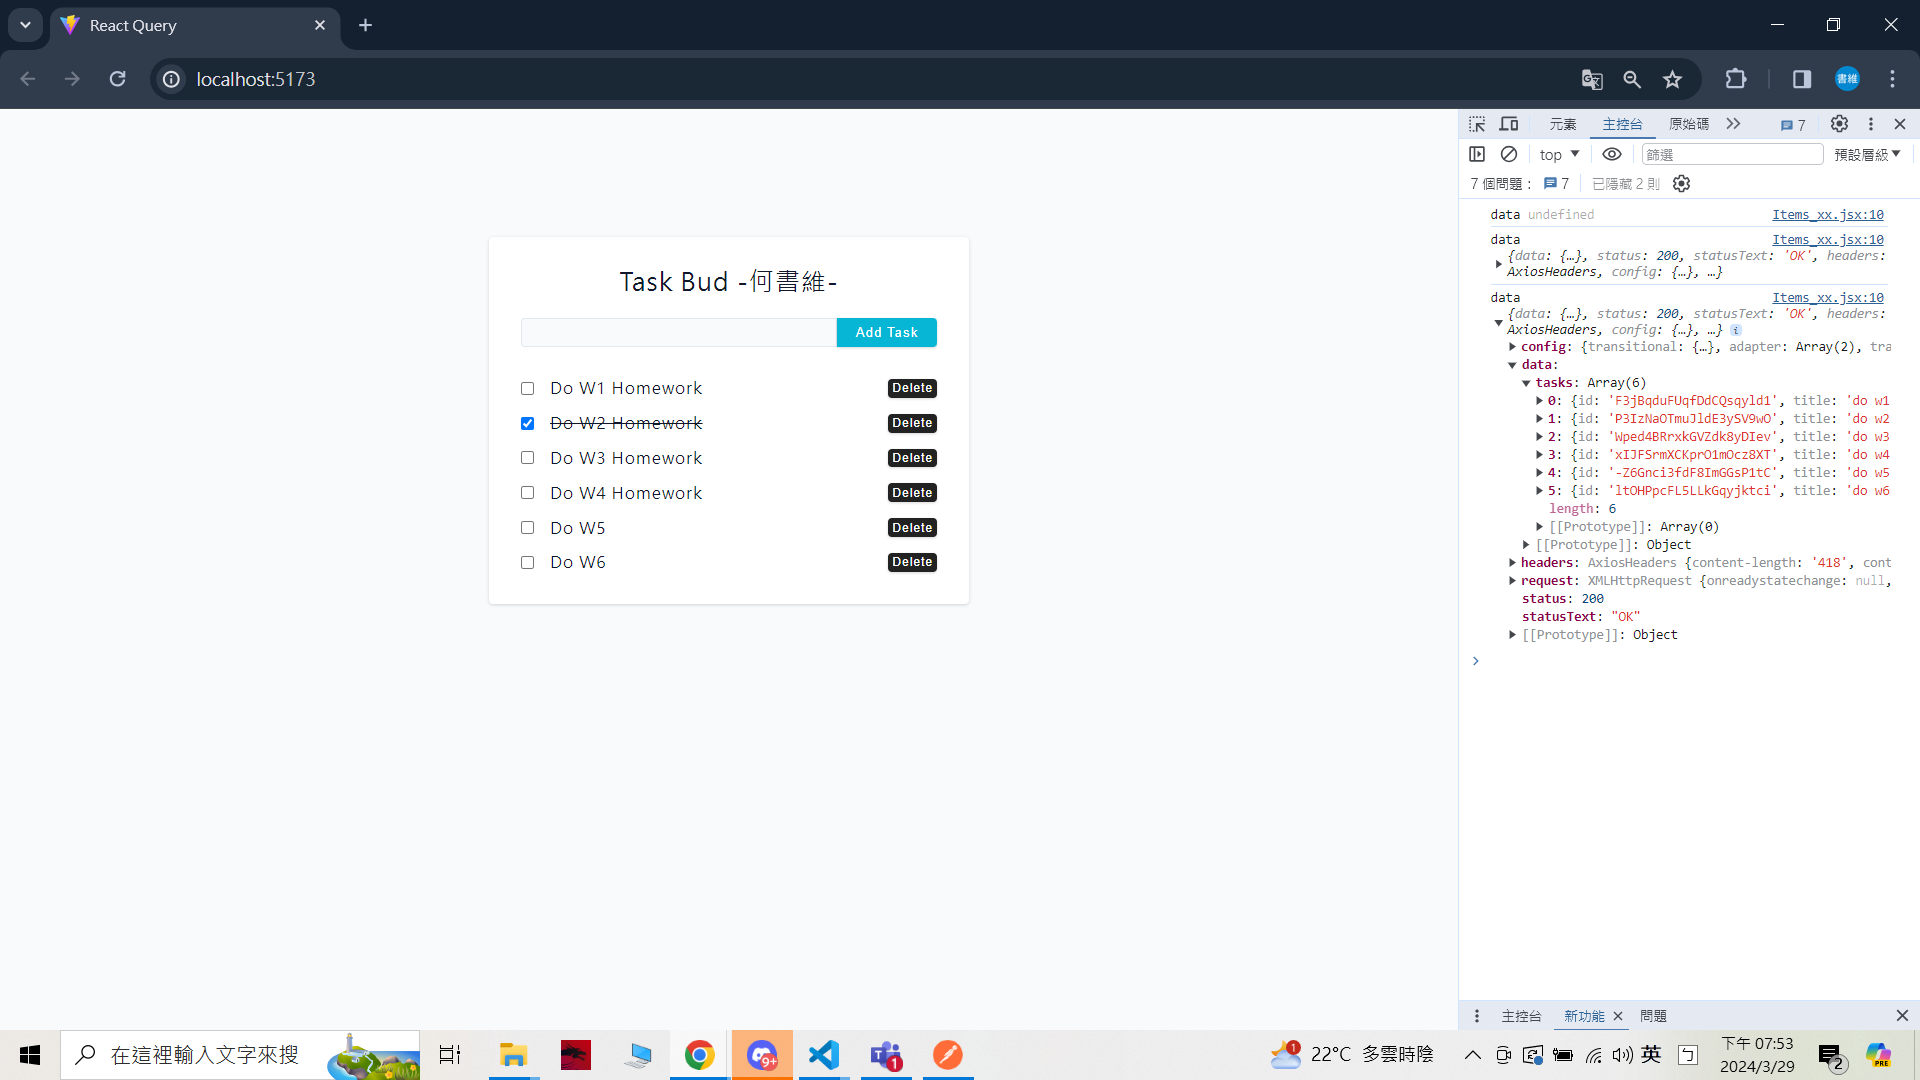 React Query
localhost:5173
書維
元素 主控台 原始碼 7
top 篩選 預設層級
7 個問題： 7 已隱藏 2 則
data undefined Items_xx.jsx:10
data Items_xx.jsx:10
{data: {…}, status: 200, statusText: 'OK', headers:
AxiosHeaders, config: {…}, …}
data Items_xx.jsx:10
{data: {…}, status: 200, statusText: 'OK', headers:
AxiosHeaders, config: {…}, …} i
config: {transitional: {…}, adapter: Array(2), tra
data:
tasks: Array(6)
0: {id: 'F3jBqduFUqfDdCQsqyld1', title: 'do w1
1: {id: 'P3IzNaOTmuJldE3ySV9wO', title: 'do w2
2: {id: 'Wped4BRrxkGVZdk8yDIev', title: 'do w3
3: {id: 'xIJFSrmXCKprO1mOcz8XT', title: 'do w4
4: {id: '-Z6Gnci3fdF8ImGGsP1tC', title: 'do w5
5: {id: 'ltOHPpcFL5LLkGqyjktci', title: 'do w6
length: 6
[[Prototype]]: Array(0)
[[Prototype]]: Object
headers: AxiosHeaders {content-length: '418', cont
request: XMLHttpRequest {onreadystatechange: null,
status: 200
statusText: "OK"
[[Prototype]]: Object
Task Bud -何書維-
Add Task
Do W1 Homework Delete
Do W2 Homework Delete
Do W3 Homework Delete
Do W4 Homework Delete
Do W5 Delete
Do W6 Delete
主控台 新功能 問題
在這裡輸入文字來搜
9+
1
1
22°C 多雲時陰
英
ㄅ
下午 07:53
2024/3/29
2
PRE